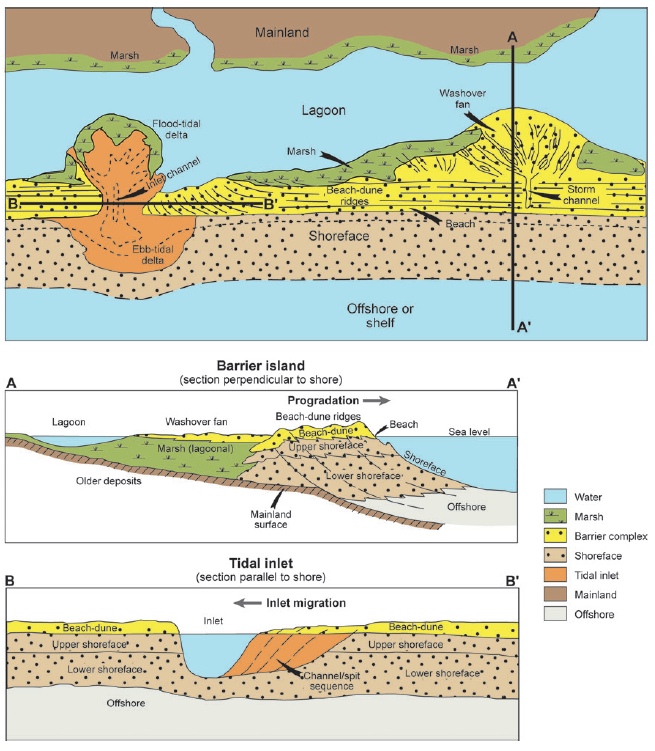 Mainland
A
Marsh
Marsh
Washover
fan
Lagoon
Flood-tidal
delta
Marsh
Inlet channel
Beach-dune
ridges
Storm
channel
B
B'
Beach
Shoreface
Ebb-tidal
delta
Offshore or
shelf
A'
Barrier island
(section perpendicular to shore)
A
A'
Progradation
Beach-dune ridges
Lagoon
Washover fan
Beach
Sea level
Beach-dune
Marsh (lagoonal)
Upper shoreface
Shoreface
Older deposits
Lower shoreface
Mainland
surface
Offshore
Tidal inlet
(section parallel to shore)
B
B'
Inlet migration
Inlet
Beach-dune
Beach-dune
Upper shoreface
Upper shoreface
Lower shoreface
Lower shoreface
Channel/spit
sequence
Offshore
Water
Marsh
Barrier complex
Shoreface
Tidal inlet
Mainland
Offshore